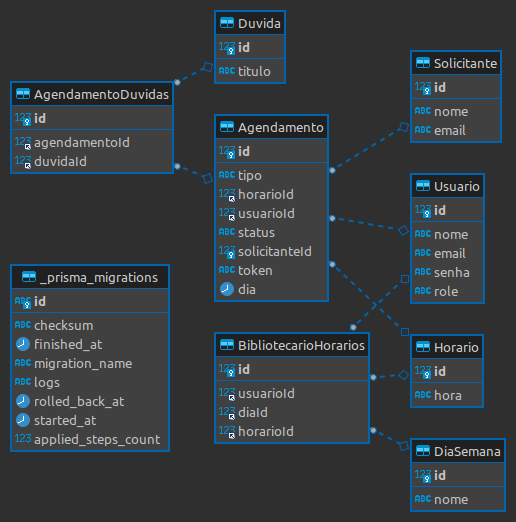 Duvida
id
titulo
AgendamentoDuvidas
id
agendamentoId
duvidaId
Agendamento
id
tipo
horarioId
usuarioId
status
solicitanteId
token
dia
Solicitante
id
nome
email
Usuario
id
nome
email
senha
role
_prisma_migrations
id
checksum
finished_at
migration_name
logs
rolled_back_at
started_at
applied_steps_count
BibliotecarioHorarios
id
usuarioId
diaId
horarioId
Horario
id
hora
DiaSemana
id
nome